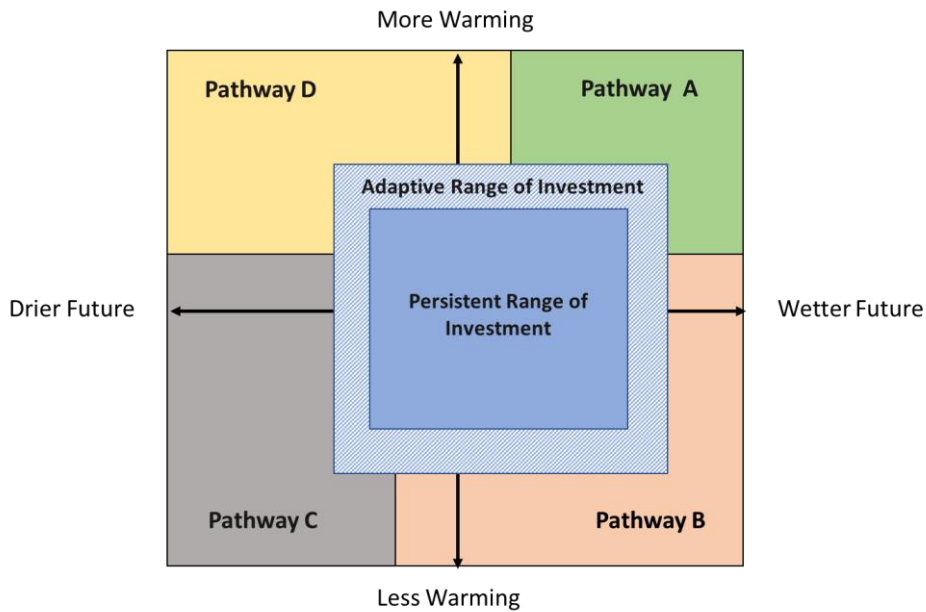 More Warming
Pathway D
Pathway A
Adaptive Range of Investment
Persistent Range of
Investment
Drier Future
Wetter Future
Pathway C
Pathway B
Less Warming